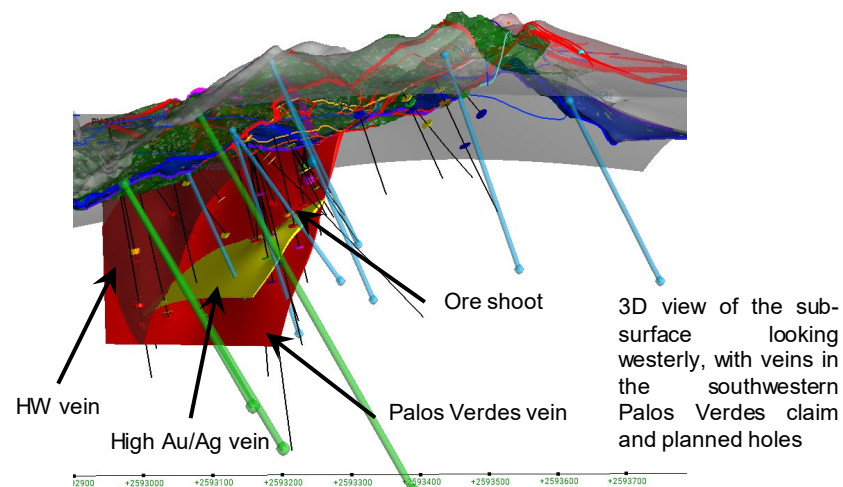 Ore shoot
3D view of the sub-
surface looking
westerly, with veins in
the southwestern
Palos Verdes claim
and planned holes
HW vein
Palos Verdes vein
High Au/Ag vein
+2593000
+2593100
+2593200
+2593300
+2593400
+2593500
+2593600
+2593700